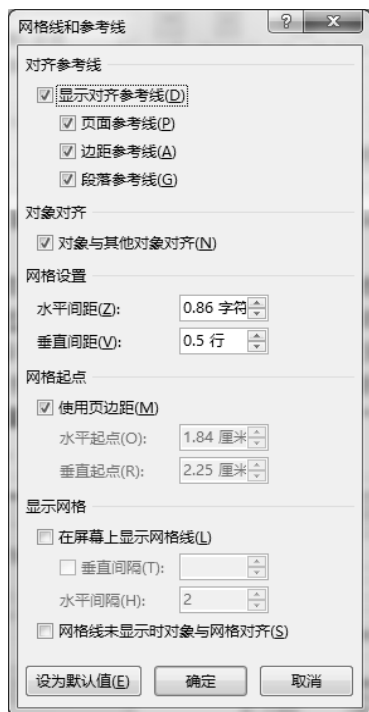 网格线和参考线
对齐参考线
显示对齐参考线(D)
页面参考线(P)
边距参考线(A)
段落参考线(G)
对象对齐
对象与其他对象对齐(N)
网格设置
水平间距(Z): 0.86 字符
垂直间距(V): 0.5 行
网格起点
使用页边距(M)
水平起点(O): 1.84 厘米
垂直起点(R): 2.25 厘米
显示网格
在屏幕上显示网格线(L)
垂直间隔(T):
水平间隔(H): 2
网格线未显示时对象与网格对齐(S)
设为默认值(E) 确定 取消